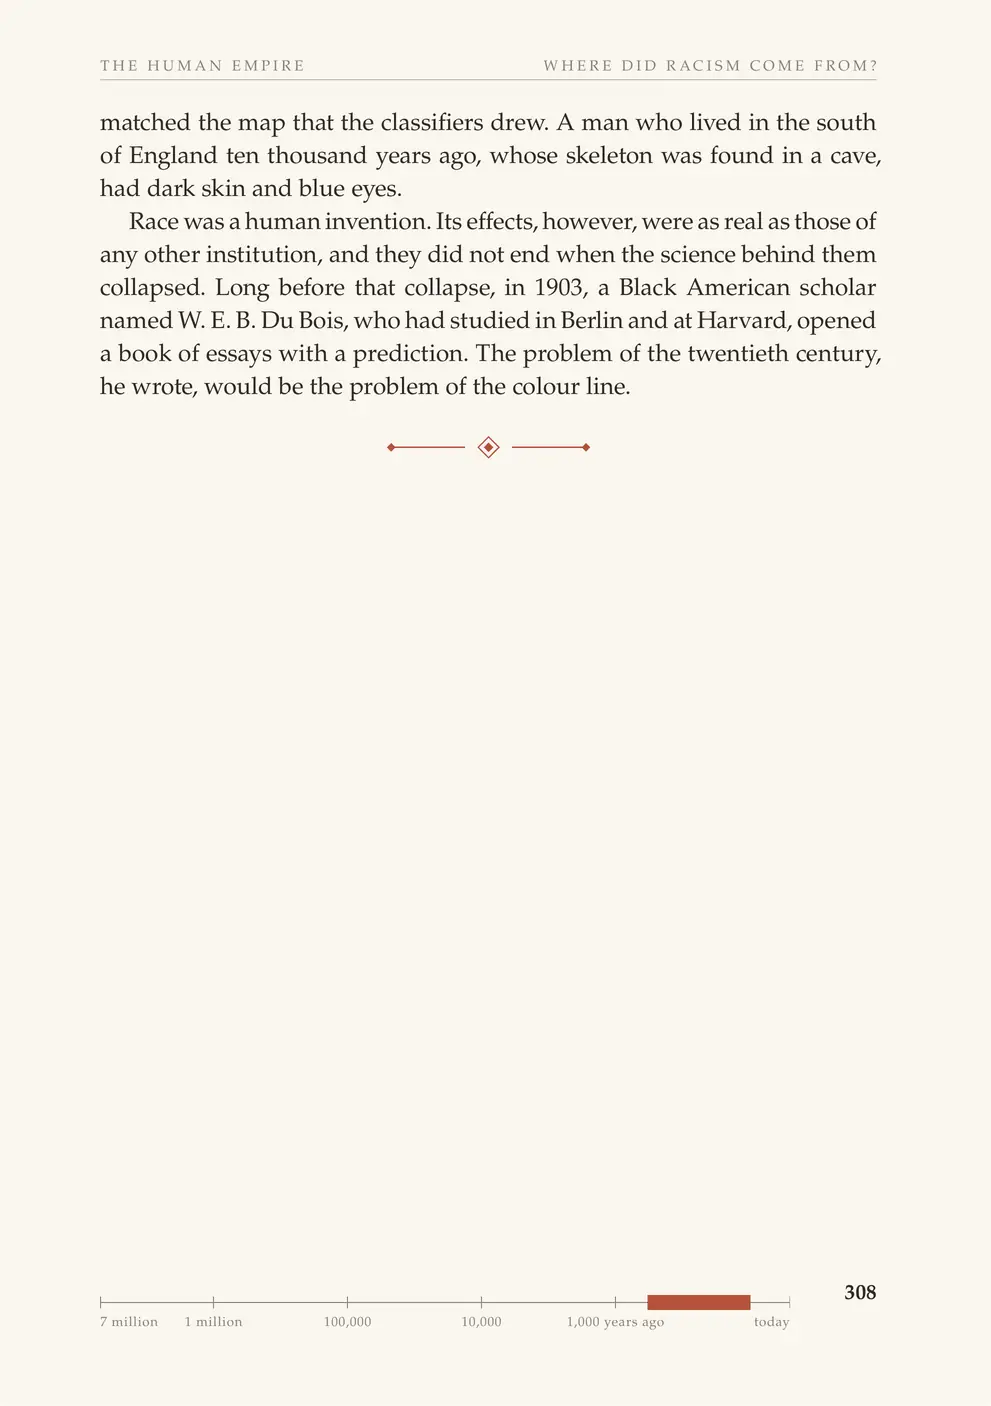 THE HUMAN EMPIRE
WHERE DID RACISM COME FROM?
matched the map that the classifiers drew. A man who lived in the south
of England ten thousand years ago, whose skeleton was found in a cave,
had dark skin and blue eyes.
Race was a human invention. Its effects, however, were as real as those of
any other institution, and they did not end when the science behind them
collapsed. Long before that collapse, in 1903, a Black American scholar
named W. E. B. Du Bois, who had studied in Berlin and at Harvard, opened
a book of essays with a prediction. The problem of the twentieth century,
he wrote, would be the problem of the colour line.
308
7 million
1 million
100,000
10,000
1,000 years ago
today